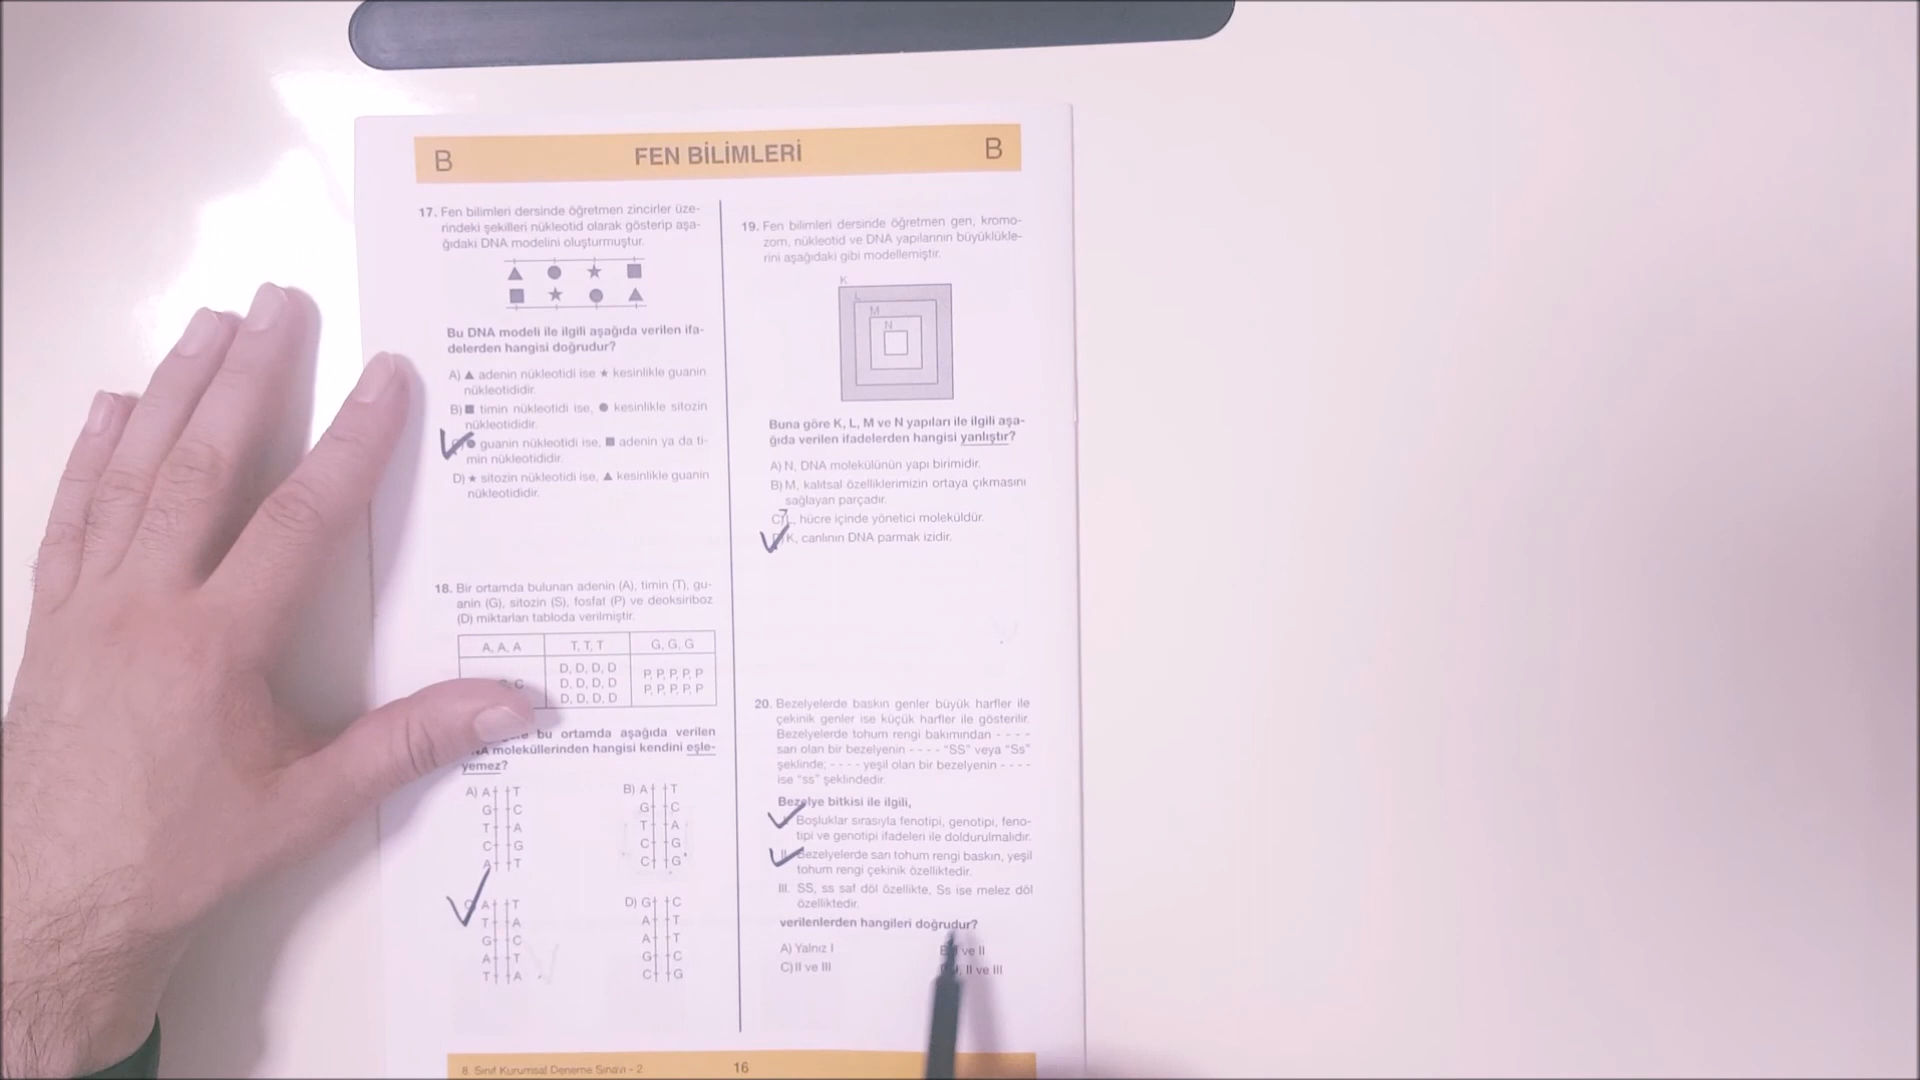 B FEN BİLİMLERİ B
17. Fen bilimleri dersinde öğretmen zincirler üze-
rindeki şekilleri nükleotid olarak gösterip aşa-
ğıdaki DNA modelini oluşturmuştur.
Bu DNA modeli ile ilgili aşağıda verilen ifa-
delerden hangisi doğrudur?
A) ▲ adenin nükleotidi ise ★ kesinlikle guanin
nükleotididir.
B) ■ timin nükleotidi ise, ● kesinlikle sitozin
nükleotididir.
● guanin nükleotidi ise, ■ adenin ya da ti-
min nükleotididir.
D) ★ sitozin nükleotidi ise, ▲ kesinlikle guanin
nükleotididir.
18. Bir ortamda bulunan adenin (A), timin (T), gu-
anin (G), sitozin (S), fosfat (P) ve deoksiriboz
(D) miktarları tabloda verilmiştir.
A, A, A T, T, T G, G, G
C D, D, D, D P, P, P, P, P
D, D, D, D P, P, P, P, P
D, D, D, D
bu ortamda aşağıda verilen
moleküllerinden hangisi kendini eşle-
yemez?
A) A T B) A T
G C G C
T A T A
C G C G
A T C G
A T D) G C
T A A T
G C A T
A T G C
T A C G
19. Fen bilimleri dersinde öğretmen gen, kromo-
zom, nükleotid ve DNA yapılarının büyüklükle-
rini aşağıdaki gibi modellemiştir.
K
L
M
N
Buna göre K, L, M ve N yapıları ile ilgili aşa-
ğıda verilen ifadelerden hangisi yanlıştır?
A) N, DNA molekülünün yapı birimidir.
B) M, kalıtsal özelliklerimizin ortaya çıkmasını
sağlayan parçadır.
C) L, hücre içinde yönetici moleküldür.
K, canlının DNA parmak izidir.
20. Bezelyelerde baskın genler büyük harfler ile
çekinik genler ise küçük harfler ile gösterilir.
Bezelyelerde tohum rengi bakımından - - - -
sarı olan bir bezelyenin - - - - “SS” veya “Ss”
şeklinde; - - - - yeşil olan bir bezelyenin - - - -
ise “ss” şeklindedir.
Bezelye bitkisi ile ilgili,
Boşluklar sırasıyla fenotipi, genotipi, feno-
tipi ve genotipi ifadeleri ile doldurulmalıdır.
II. Bezelyelerde sarı tohum rengi baskın, yeşil
tohum rengi çekinik özelliktedir.
III. SS, ss saf döl özellikte, Ss ise melez döl
özelliktedir.
verilenlerden hangileri doğrudur?
A) Yalnız I B) I ve II
C) II ve III I, II ve III
8. Sınıf Kurumsal Deneme Sınavı - 2 16